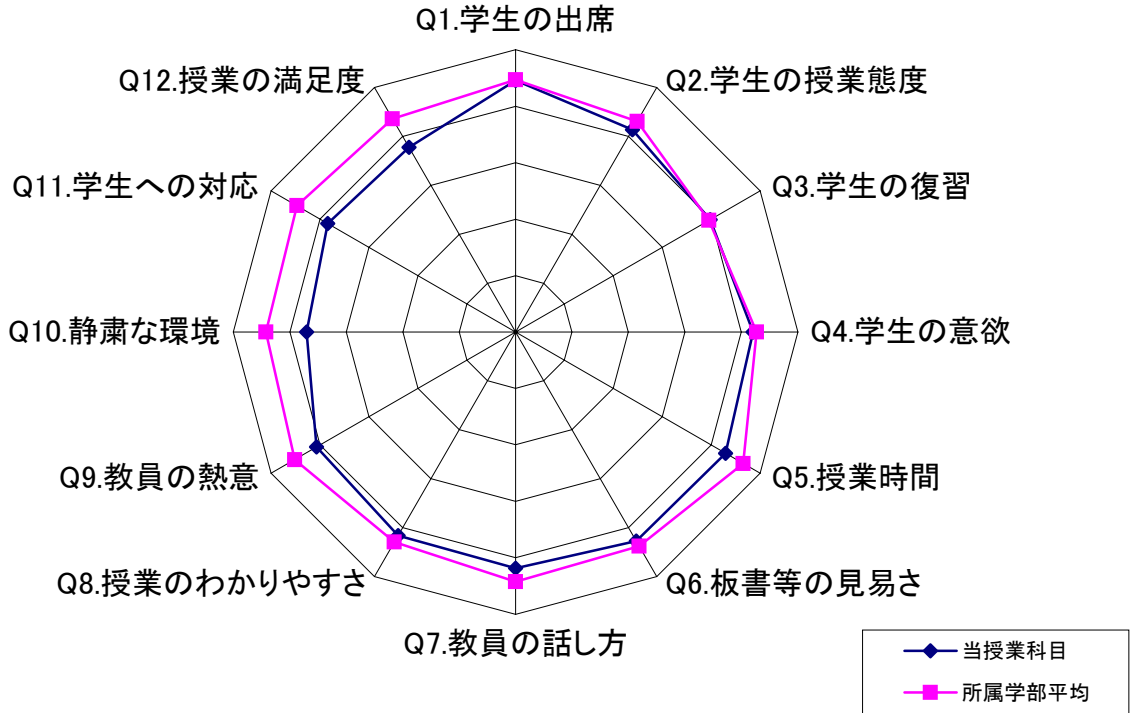 Q1.学生の出席
Q2.学生の授業態度
Q3.学生の復習
Q4.学生の意欲
Q5.授業時間
Q6.板書等の見易さ
Q7.教員の話し方
Q8.授業のわかりやすさ
Q9.教員の熱意
Q10.静粛な環境
Q11.学生への対応
Q12.授業の満足度
当授業科目
所属学部平均